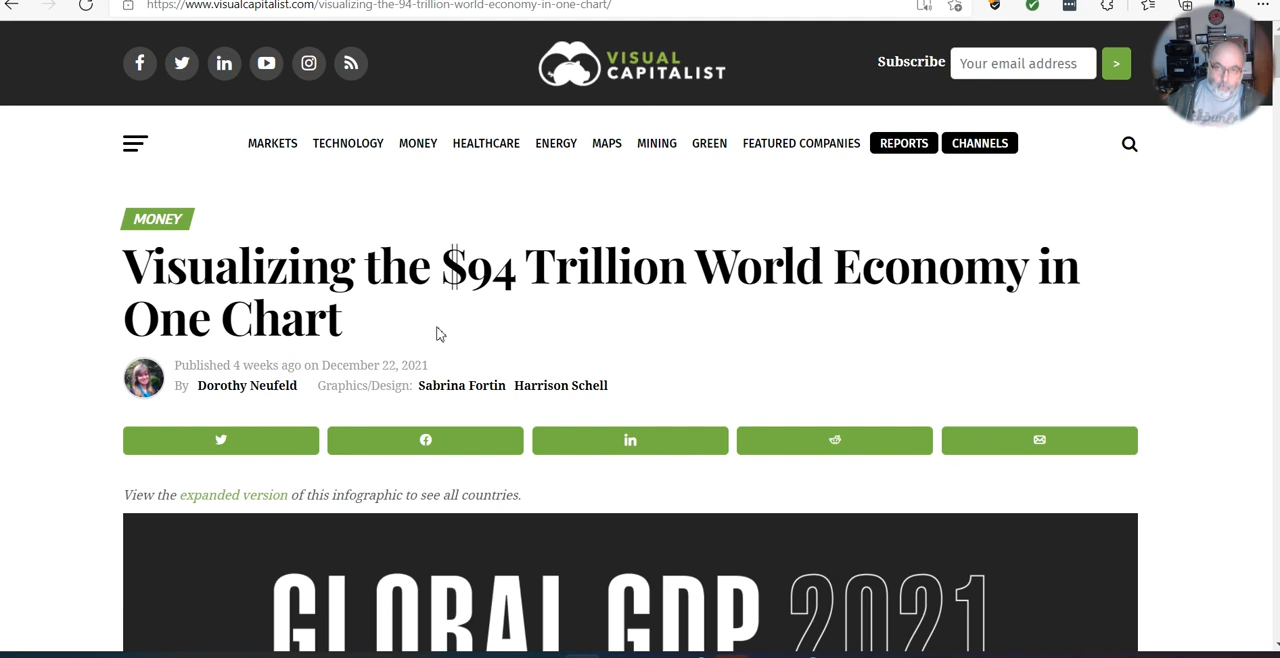 https://www.visualcapitalist.com/visualizing-the-94-trillion-world-economy-in-one-chart/
VISUAL
CAPITALIST
Subscribe Your email address >
MARKETS TECHNOLOGY MONEY HEALTHCARE ENERGY MAPS MINING GREEN FEATURED COMPANIES REPORTS CHANNELS
MONEY
Visualizing the $94 Trillion World Economy in
One Chart
Published 4 weeks ago on December 22, 2021
By Dorothy Neufeld Graphics/Design: Sabrina Fortin Harrison Schell
View the expanded version of this infographic to see all countries.
GLOBAL GDP 2021